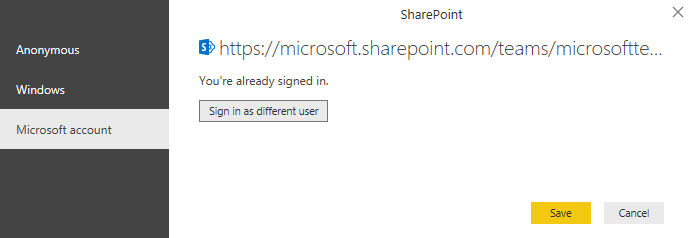 SharePoint
Anonymous
Windows
Microsoft account
https://microsoft.sharepoint.com/teams/microsoftte...
You're already signed in.
Sign in as different user
Save
Cancel